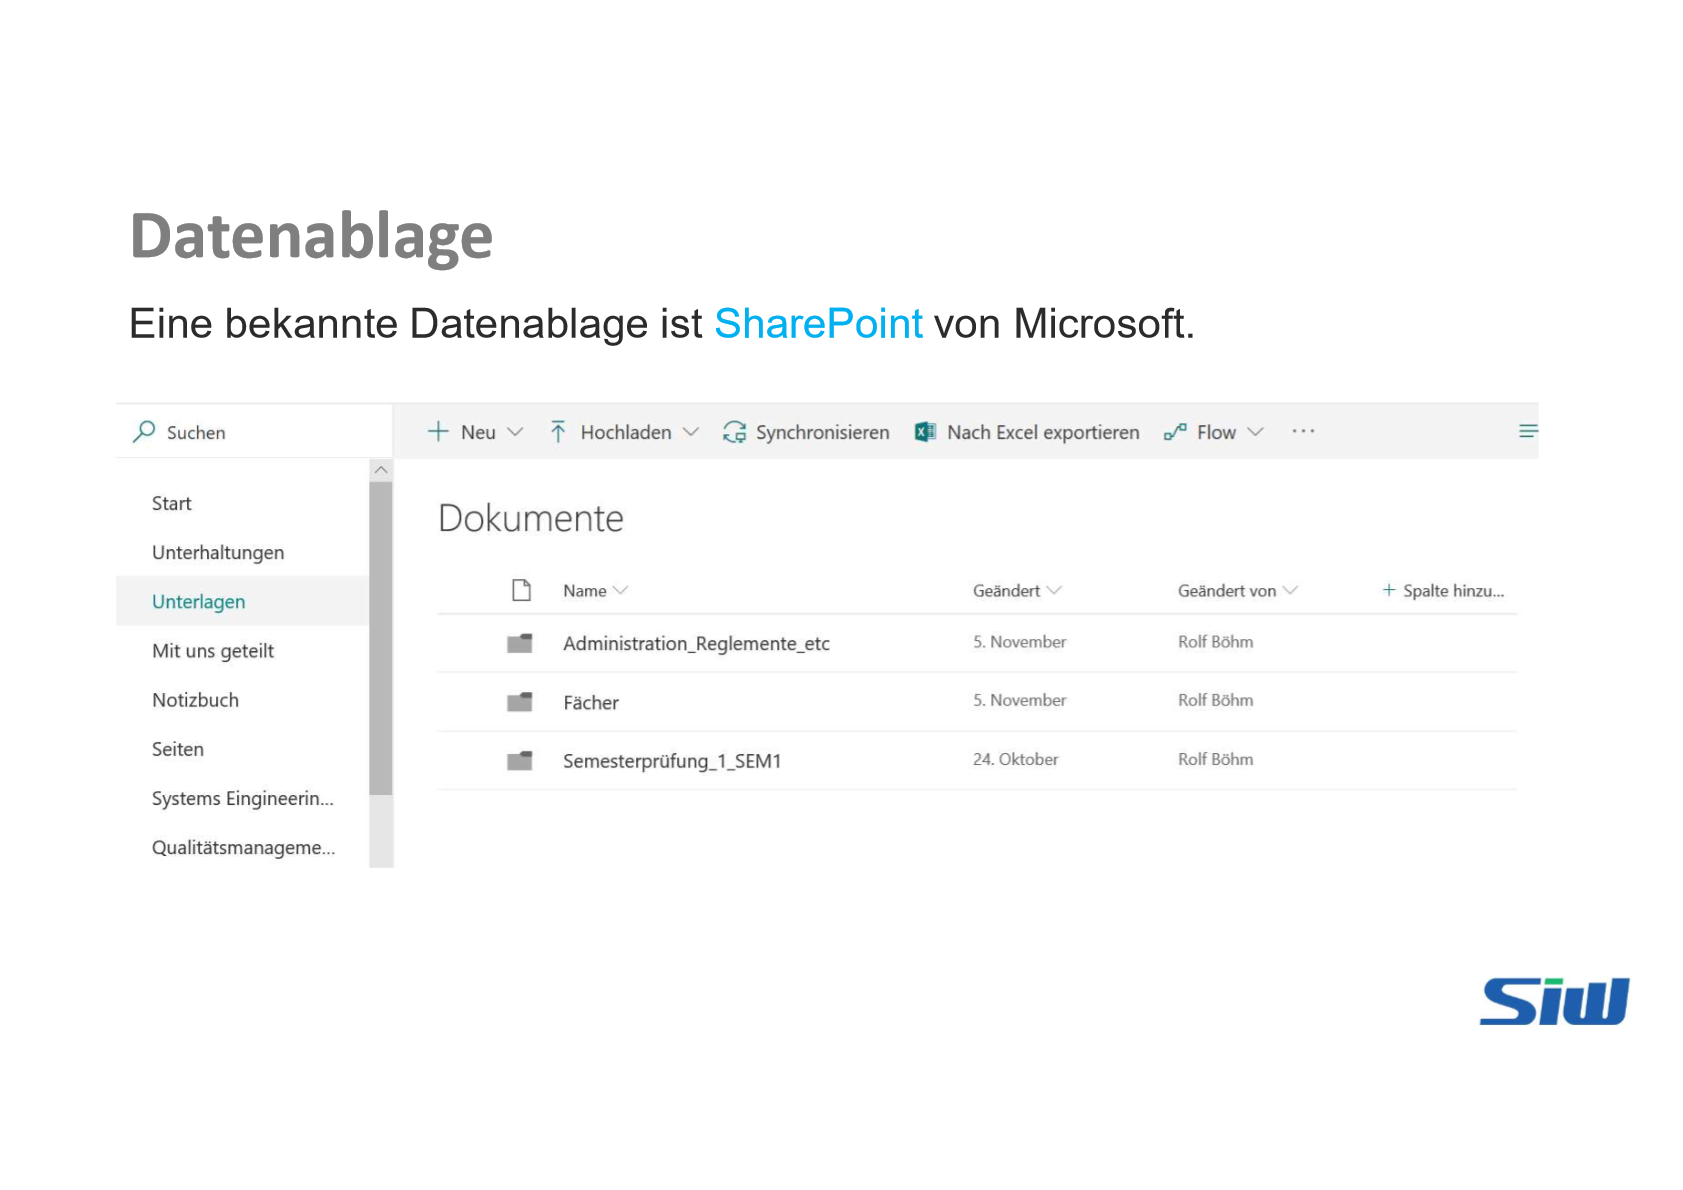 Datenablage
Eine bekannte Datenablage ist SharePoint von Microsoft.
Suchen
Neu Hochladen Synchronisieren Nach Excel exportieren Flow ...
Start
Unterhaltungen
Unterlagen
Mit uns geteilt
Notizbuch
Seiten
Systems Eingineerin...
Qualitätsmanageme...
Dokumente
Name Geändert Geändert von + Spalte hinzu...
Administration_Reglemente_etc 5. November Rolf Böhm
Fächer 5. November Rolf Böhm
Semesterprüfung_1_SEM1 24. Oktober Rolf Böhm
Siw